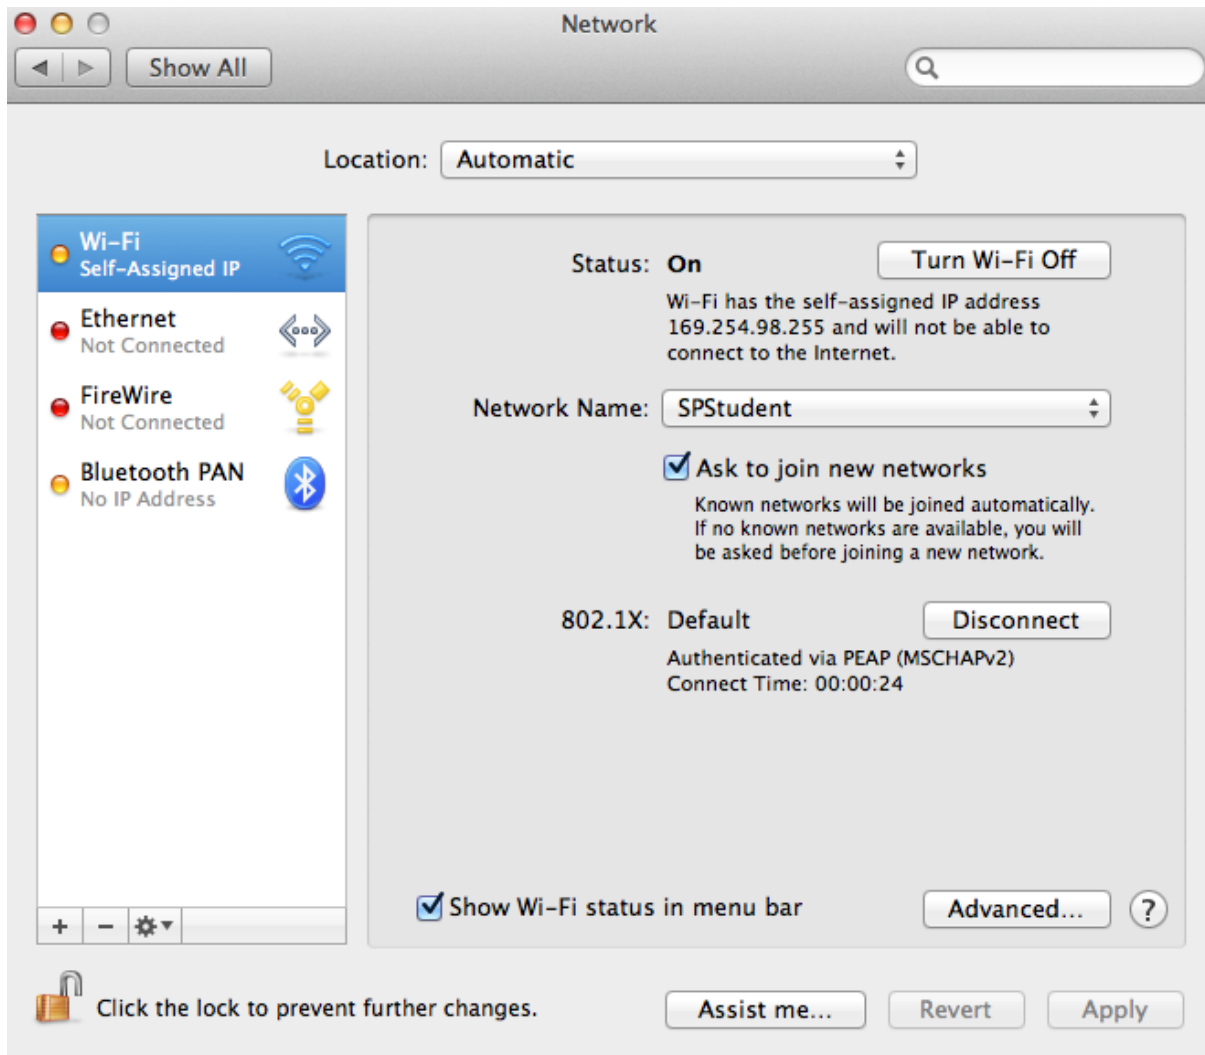 Network
Show All
Location: Automatic
Wi-Fi
Self-Assigned IP
Ethernet
Not Connected
FireWire
Not Connected
Bluetooth PAN
No IP Address
Status: On
Turn Wi-Fi Off
Wi-Fi has the self-assigned IP address
169.254.98.255 and will not be able to
connect to the Internet.
Network Name: SPStudent
Ask to join new networks
Known networks will be joined automatically.
If no known networks are available, you will
be asked before joining a new network.
802.1X: Default
Disconnect
Authenticated via PEAP (MSCHAPv2)
Connect Time: 00:00:24
Show Wi-Fi status in menu bar
Advanced...
?
+ −
Click the lock to prevent further changes.
Assist me...
Revert
Apply